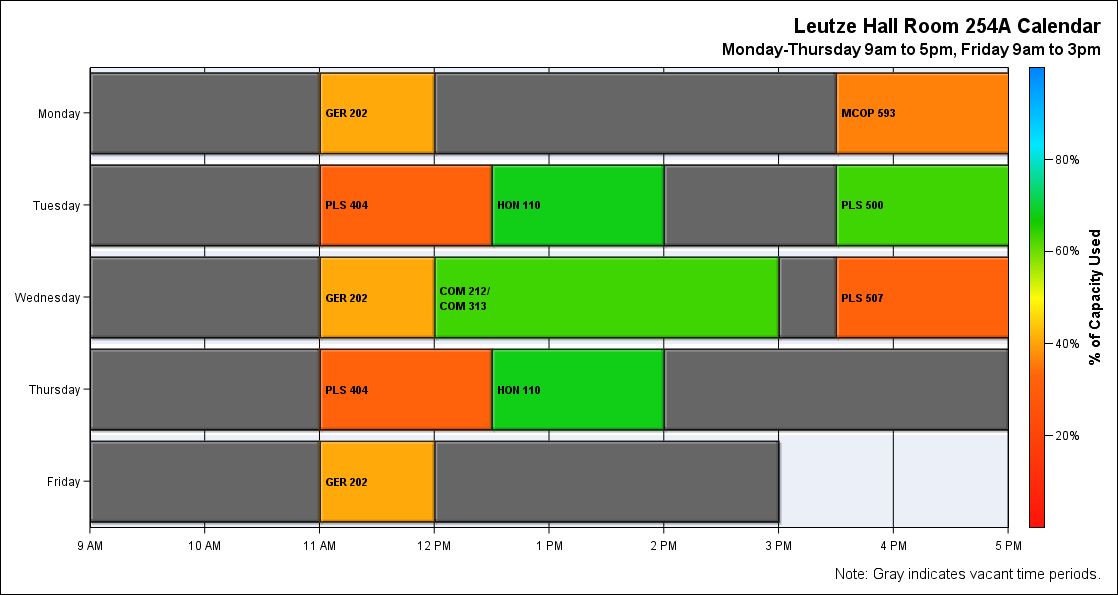 Leutze Hall Room 254A Calendar
Monday-Thursday 9am to 5pm, Friday 9am to 3pm
Monday
GER 202
MCOP 593
Tuesday
PLS 404
HON 110
PLS 500
Wednesday
GER 202
COM 212/
COM 313
PLS 507
Thursday
PLS 404
HON 110
Friday
GER 202
9 AM
10 AM
11 AM
12 PM
1 PM
2 PM
3 PM
4 PM
5 PM
80%
60%
40%
20%
% of Capacity Used
Note: Gray indicates vacant time periods.